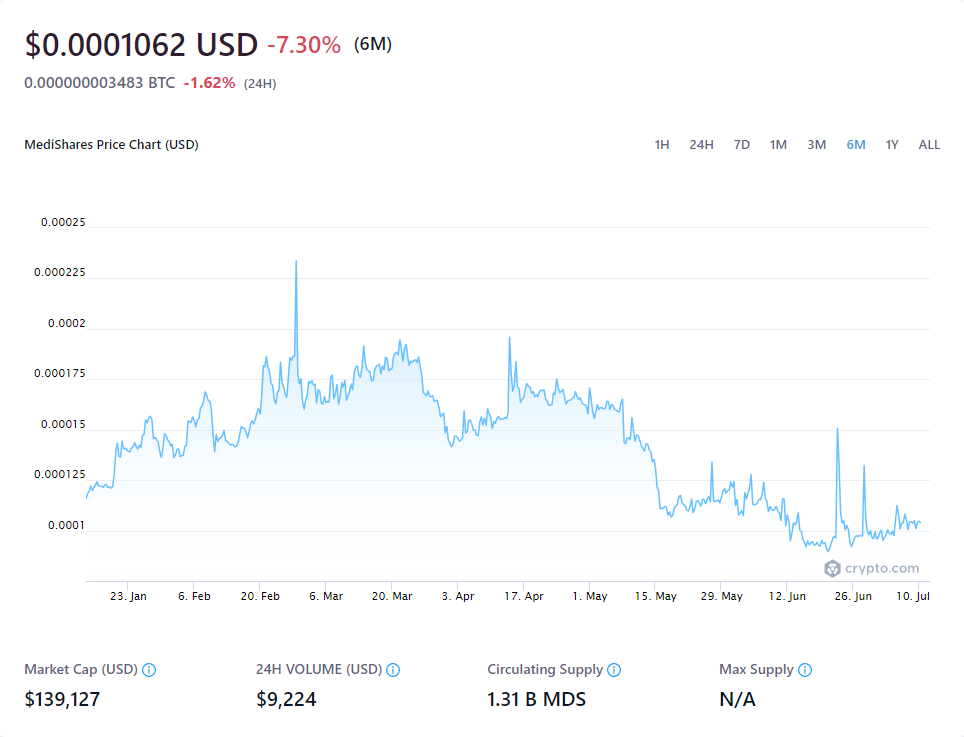 $0.0001062 USD -7.30% (6M)
0.000000003483 BTC -1.62% (24H)
MediShares Price Chart (USD) 1H 24H 7D 1M 3M 6M 1Y ALL
0.00025
0.000225
0.0002
0.000175
0.00015
0.000125
0.0001
crypto.com
23. Jan 6. Feb 20. Feb 6. Mar 20. Mar 3. Apr 17. Apr 1. May 15. May 29. May 12. Jun 26. Jun 10. Jul
Market Cap (USD) 24H VOLUME (USD) Circulating Supply Max Supply
$139,127 $9,224 1.31 B MDS N/A